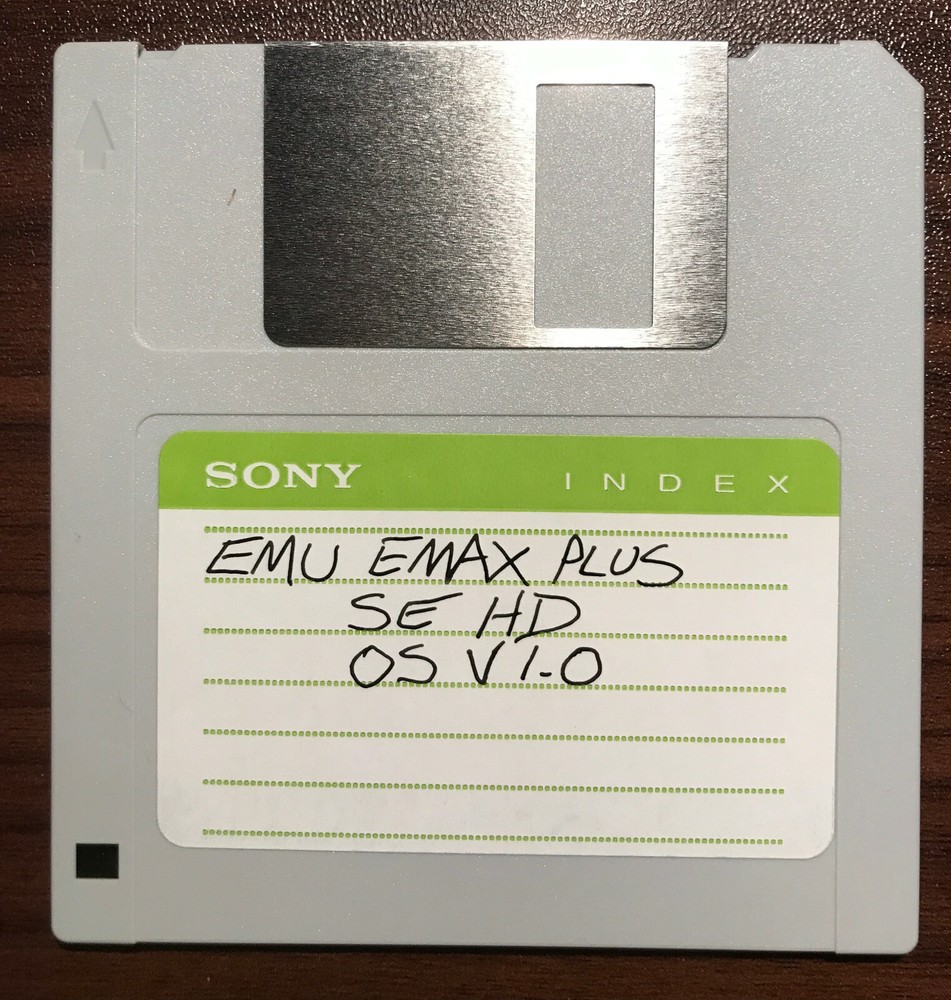 SONY INDEX
EMU EMAX PLUS
SE HD
OS V1.0